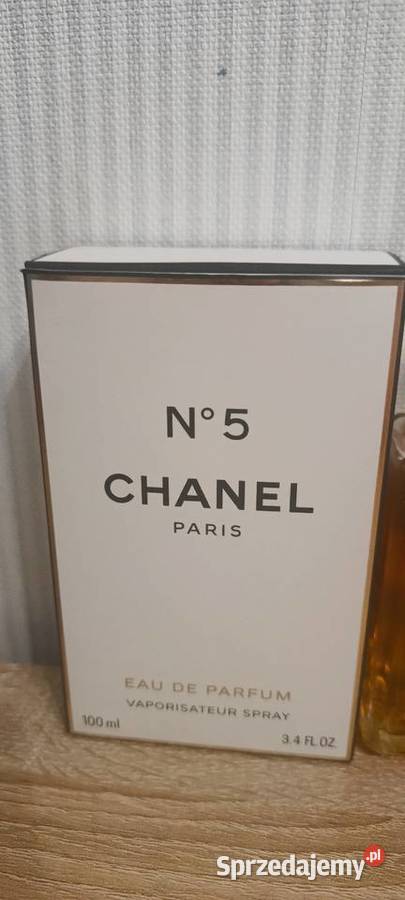 N° 5
CHANEL
PARIS
EAU DE PARFUM
VAPORISATEUR SPRAY
100 ml
3.4 FL.OZ.
Sprzedajemy.pl